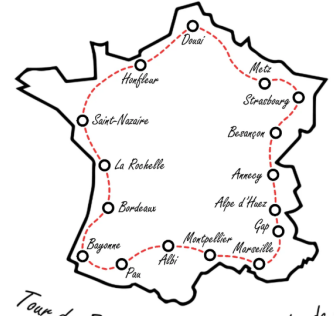 Douai
Honfleur
Metz
Strasbourg
Saint-Nazaire
Besançon
La Rochelle
Annecy
Bordeaux
Alpe d'Huez
Gap
Bayonne
Montpellier
Marseille
Albi
Pau
Tour